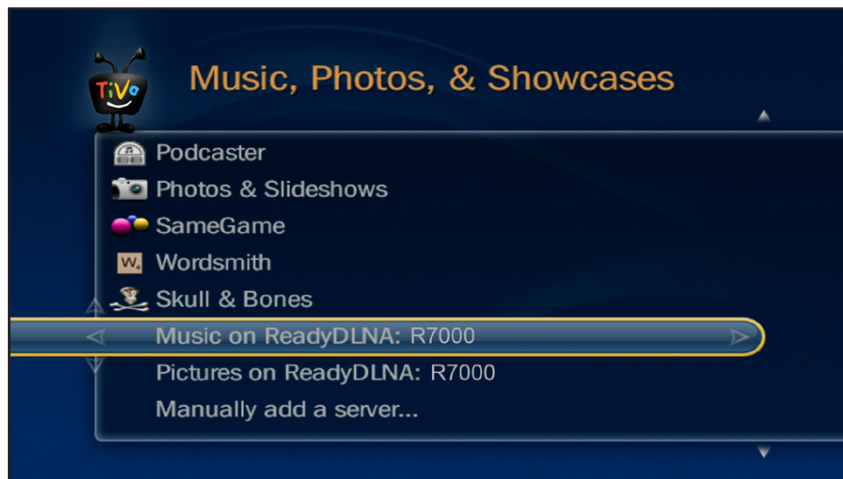 TiVo
Music, Photos, & Showcases
Podcaster
Photos & Slideshows
SameGame
W4 Wordsmith
Skull & Bones
Music on ReadyDLNA: R7000
Pictures on ReadyDLNA: R7000
Manually add a server...